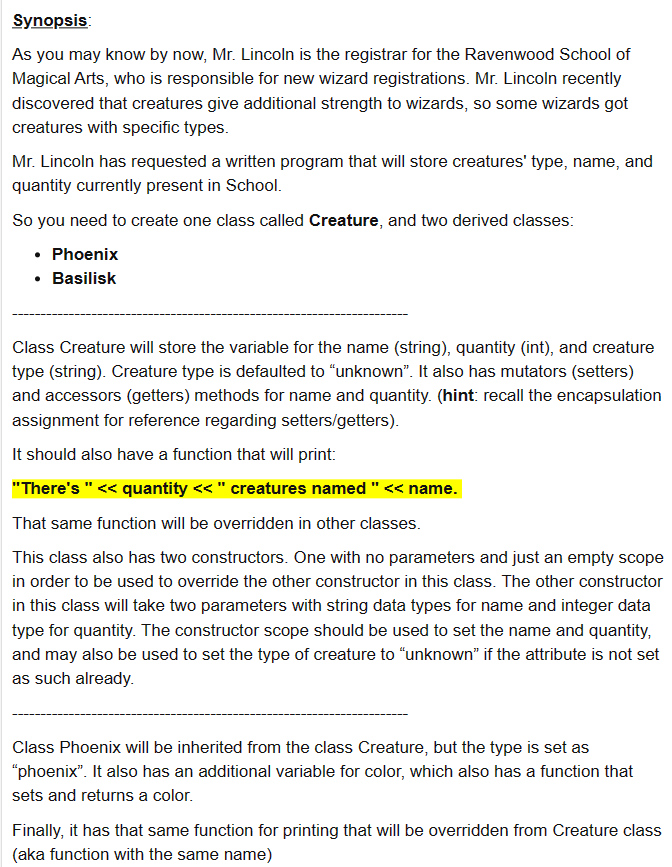 Synopsis:
As you may know by now, Mr. Lincoln is the registrar for the Ravenwood School of
Magical Arts, who is responsible for new wizard registrations. Mr. Lincoln recently
discovered that creatures give additional strength to wizards, so some wizards got
creatures with specific types.
Mr. Lincoln has requested a written program that will store creatures' type, name, and
quantity currently present in School.
So you need to create one class called Creature, and two derived classes:
• Phoenix
• Basilisk
------------------------------------------------------------------------
Class Creature will store the variable for the name (string), quantity (int), and creature
type (string). Creature type is defaulted to “unknown”. It also has mutators (setters)
and accessors (getters) methods for name and quantity. (hint: recall the encapsulation
assignment for reference regarding setters/getters).
It should also have a function that will print:
"There's " << quantity << " creatures named " << name.
That same function will be overridden in other classes.
This class also has two constructors. One with no parameters and just an empty scope
in order to be used to override the other constructor in this class. The other constructor
in this class will take two parameters with string data types for name and integer data
type for quantity. The constructor scope should be used to set the name and quantity,
and may also be used to set the type of creature to “unknown” if the attribute is not set
as such already.
------------------------------------------------------------------------
Class Phoenix will be inherited from the class Creature, but the type is set as
“phoenix”. It also has an additional variable for color, which also has a function that
sets and returns a color.
Finally, it has that same function for printing that will be overridden from Creature class
(aka function with the same name)